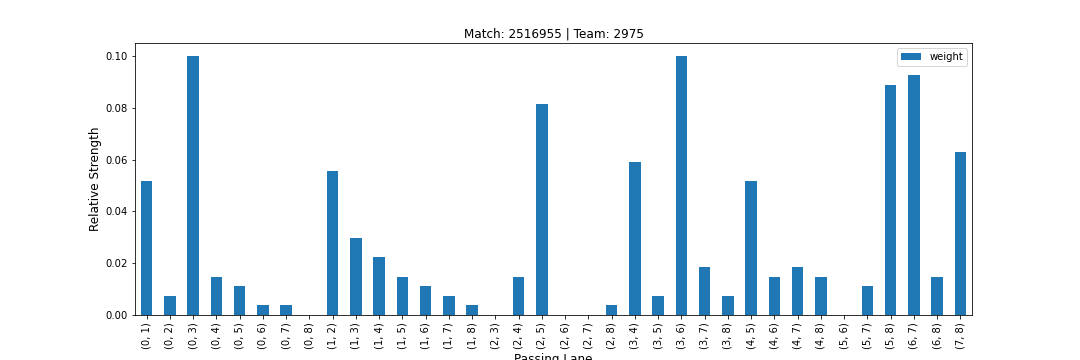 Match: 2516955 | Team: 2975
weight
Relative Strength
0.10
0.08
0.06
0.04
0.02
0.00
(0, 1) (0, 2) (0, 3) (0, 4) (0, 5) (0, 6) (0, 7) (0, 8) (1, 2) (1, 3) (1, 4) (1, 5) (1, 6) (1, 7) (1, 8) (2, 3) (2, 4) (2, 5) (2, 6) (2, 7) (2, 8) (3, 4) (3, 5) (3, 6) (3, 7) (3, 8) (4, 5) (4, 6) (4, 7) (4, 8) (5, 6) (5, 7) (5, 8) (6, 7) (6, 8) (7, 8)
Passing Lane